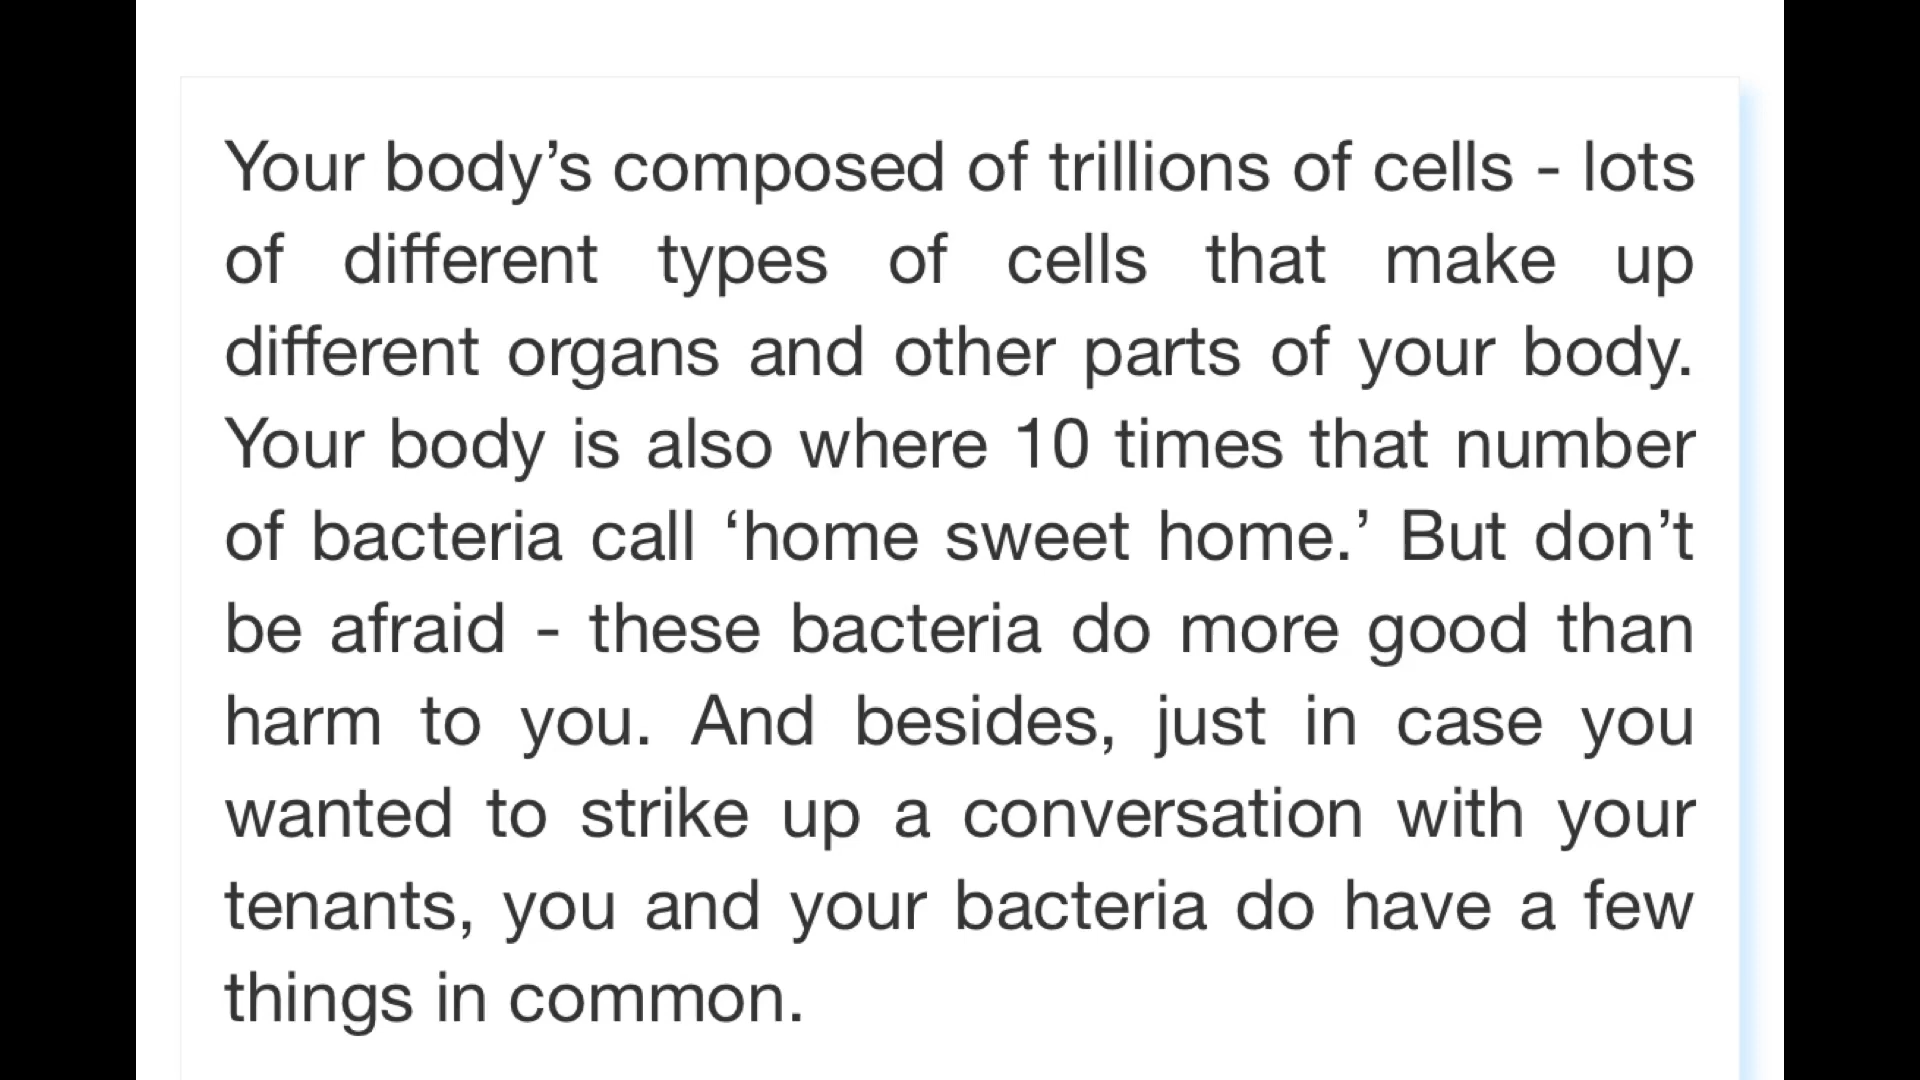 Your body’s composed of trillions of cells - lots
of different types of cells that make up
different organs and other parts of your body.
Your body is also where 10 times that number
of bacteria call ‘home sweet home.’ But don’t
be afraid - these bacteria do more good than
harm to you. And besides, just in case you
wanted to strike up a conversation with your
tenants, you and your bacteria do have a few
things in common.